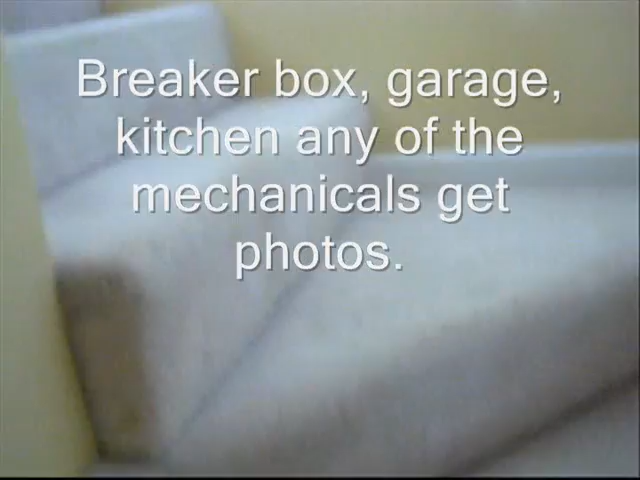 Breaker box, garage,
kitchen any of the
mechanicals get
photos.